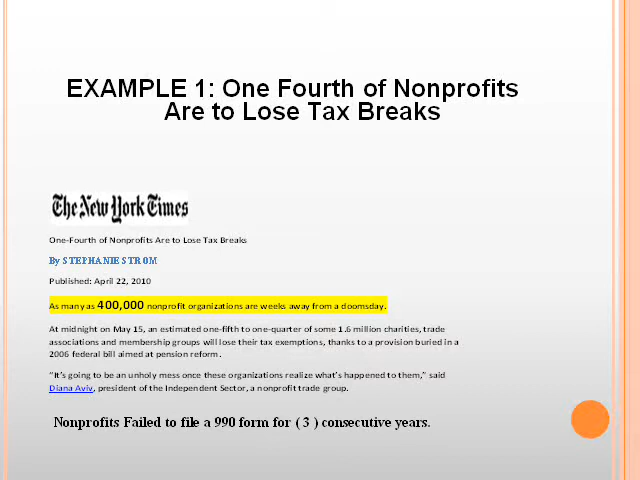 EXAMPLE 1: One Fourth of Nonprofits
Are to Lose Tax Breaks
The New York Times
One-Fourth of Nonprofits Are to Lose Tax Breaks
By STEPHANIE STROM
Published: April 22, 2010
As many as 400,000 nonprofit organizations are weeks away from a doomsday.
At midnight on May 15, an estimated one-fifth to one-quarter of some 1.6 million charities, trade
associations and membership groups will lose their tax exemptions, thanks to a provision buried in a
2006 federal bill aimed at pension reform.
“It’s going to be an unholy mess once these organizations realize what’s happened to them,” said
Diana Aviv, president of the Independent Sector, a nonprofit trade group.
Nonprofits Failed to file a 990 form for ( 3 ) consecutive years.